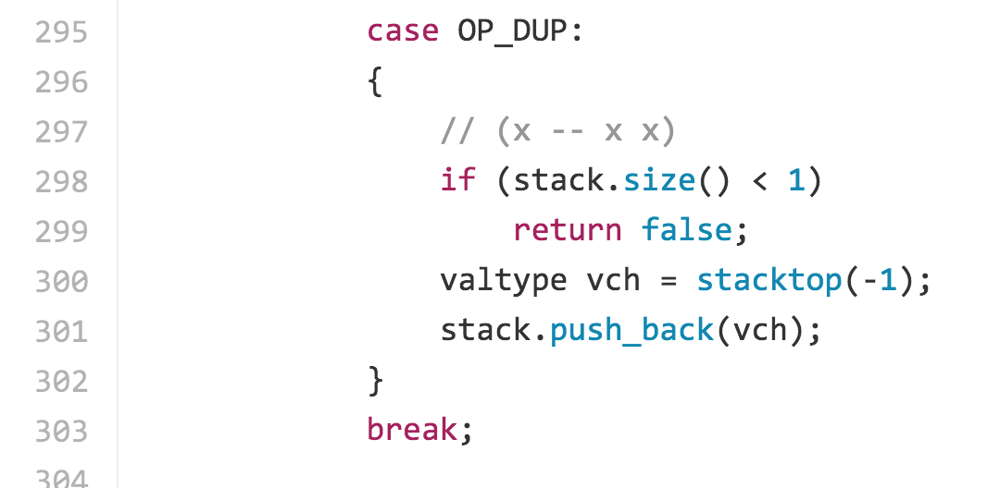 295 case OP_DUP:
296 {
297 // (x -- x x)
298 if (stack.size() < 1)
299 return false;
300 valtype vch = stacktop(-1);
301 stack.push_back(vch);
302 }
303 break;
304